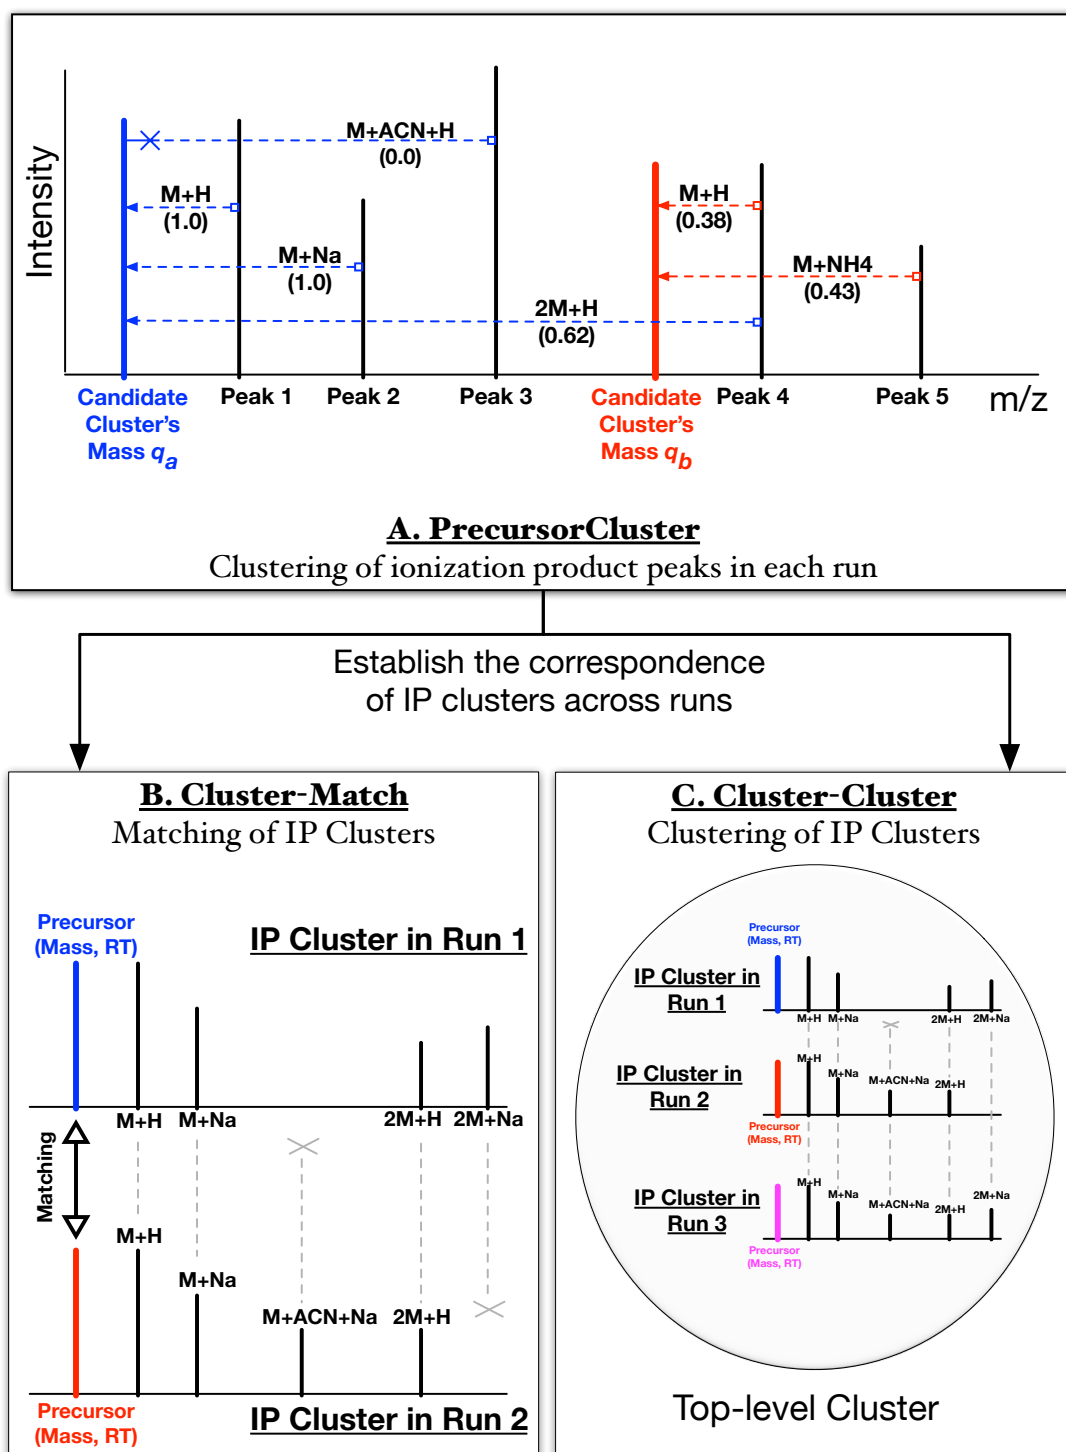 Intensity
M+ACN+H
(0.0)
M+H
(1.0)
M+Na
(1.0)
2M+H
(0.62)
M+H
(0.38)
M+NH4
(0.43)
Candidate
Cluster's
Mass qa
Peak 1
Peak 2
Peak 3
Candidate
Cluster's
Mass qb
Peak 4
Peak 5
m/z
A. PrecursorCluster
Clustering of ionization product peaks in each run
Establish the correspondence
of IP clusters across runs
B. Cluster-Match
Matching of IP Clusters
Precursor
(Mass, RT)
IP Cluster in Run 1
M+H
M+Na
2M+H
2M+Na
Matching
M+H
M+Na
M+ACN+Na
2M+H
Precursor
(Mass, RT)
IP Cluster in Run 2
C. Cluster-Cluster
Clustering of IP Clusters
Precursor
(Mass, RT)
IP Cluster in
Run 1
M+H
M+Na
2M+H
2M+Na
IP Cluster in
Run 2
M+H
M+Na
M+ACN+Na
2M+H
Precursor
(Mass, RT)
IP Cluster in
Run 3
M+H
M+Na
M+ACN+Na
2M+H
2M+Na
Precursor
(Mass, RT)
Top-level Cluster